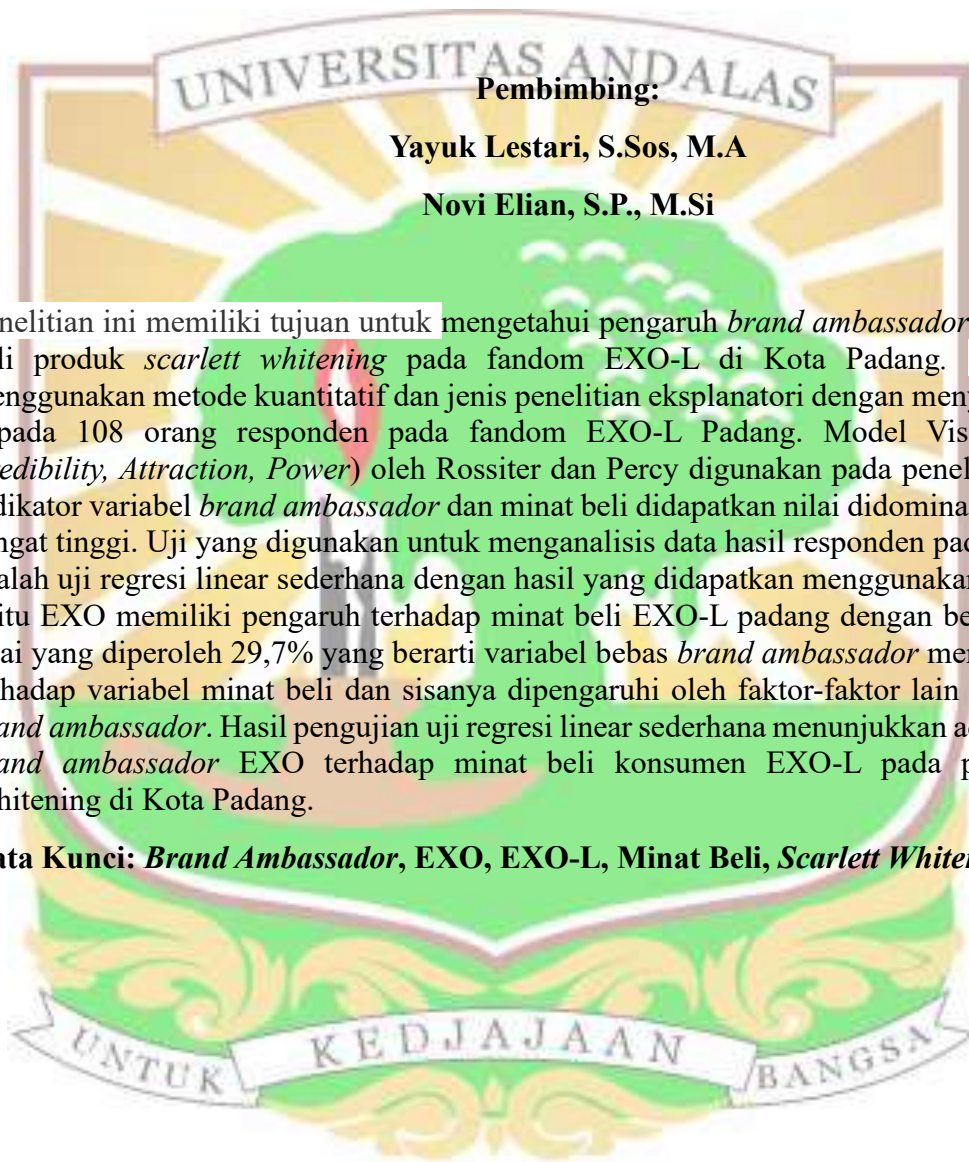 UNIVERSITAS ANDALAS
Pembimbing:
Yayuk Lestari, S.Sos, M.A
Novi Elian, S.P., M.Si
nelitian ini memiliki tujuan untuk mengetahui pengaruh brand ambassador
li produk scarlett whitening pada fandom EXO-L di Kota Padang.
enggunakan metode kuantitatif dan jenis penelitian eksplanatori dengan meny
pada 108 orang responden pada fandom EXO-L Padang. Model Vis
redibility, Attraction, Power) oleh Rossiter dan Percy digunakan pada penel
dikator variabel brand ambassador dan minat beli didapatkan nilai didomina
ngat tinggi. Uji yang digunakan untuk menganalisis data hasil responden pad
alah uji regresi linear sederhana dengan hasil yang didapatkan menggunakan
itu EXO memiliki pengaruh terhadap minat beli EXO-L padang dengan be
ai yang diperoleh 29,7% yang berarti variabel bebas brand ambassador mer
hadap variabel minat beli dan sisanya dipengaruhi oleh faktor-faktor lain
and ambassador. Hasil pengujian uji regresi linear sederhana menunjukkan a
and ambassador EXO terhadap minat beli konsumen EXO-L pada p
hitening di Kota Padang.
ata Kunci: Brand Ambassador, EXO, EXO-L, Minat Beli, Scarlett Whiten
UNTUK KEDJAJAAN BANGSA